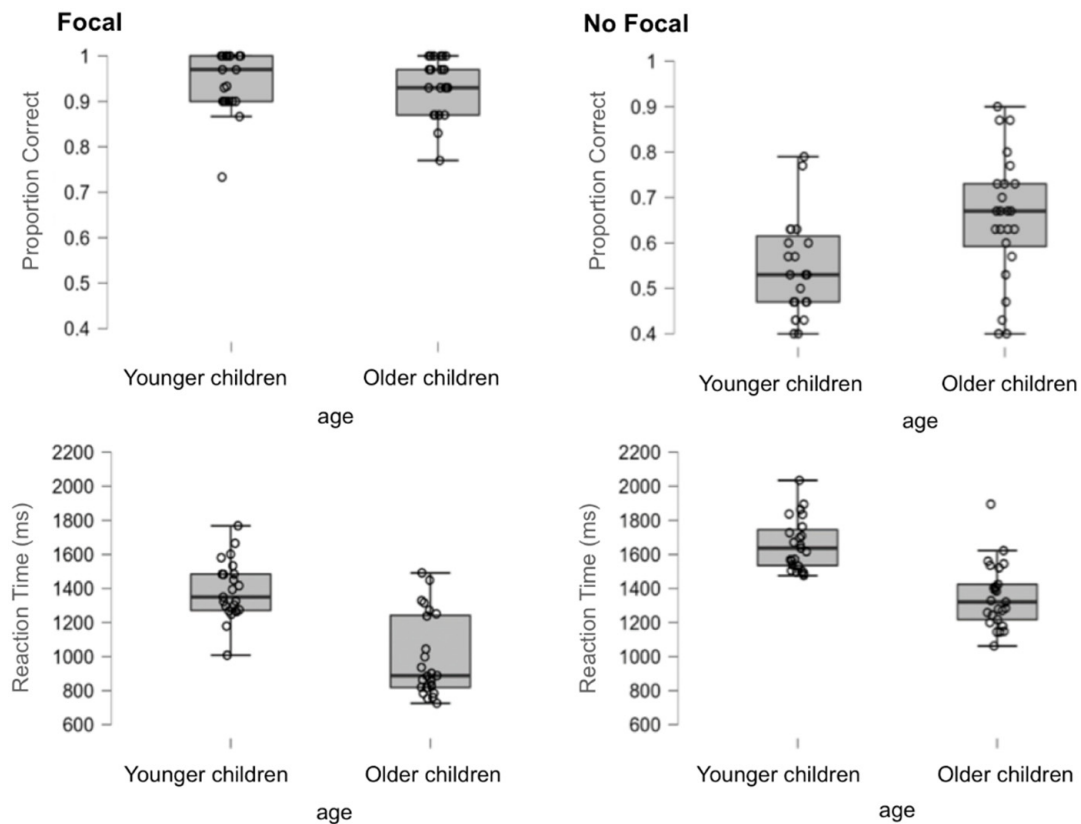 Focal
Proportion Correct
1
0.9
0.8
0.7
0.6
0.5
0.4
Younger children
Older children
age
No Focal
Proportion Correct
1
0.9
0.8
0.7
0.6
0.5
0.4
Younger children
Older children
age
Reaction Time (ms)
2200
2000
1800
1600
1400
1200
1000
800
600
Younger children
Older children
age
Reaction Time (ms)
2200
2000
1800
1600
1400
1200
1000
800
600
Younger children
Older children
age